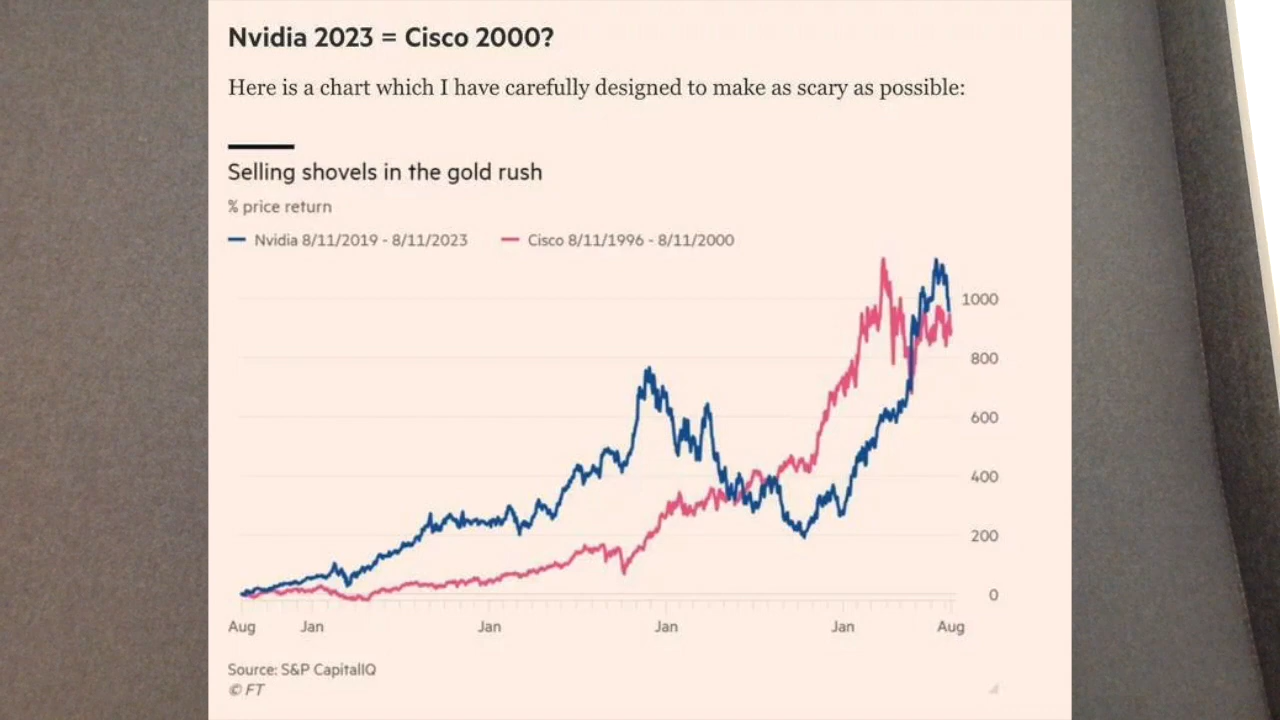 Nvidia 2023 = Cisco 2000?
Here is a chart which I have carefully designed to make as scary as possible:
Selling shovels in the gold rush
% price return
Nvidia 8/11/2019 - 8/11/2023 Cisco 8/11/1996 - 8/11/2000
1000
800
600
400
200
0
Aug Jan Jan Jan Jan Aug
Source: S&P CapitalIQ
© FT